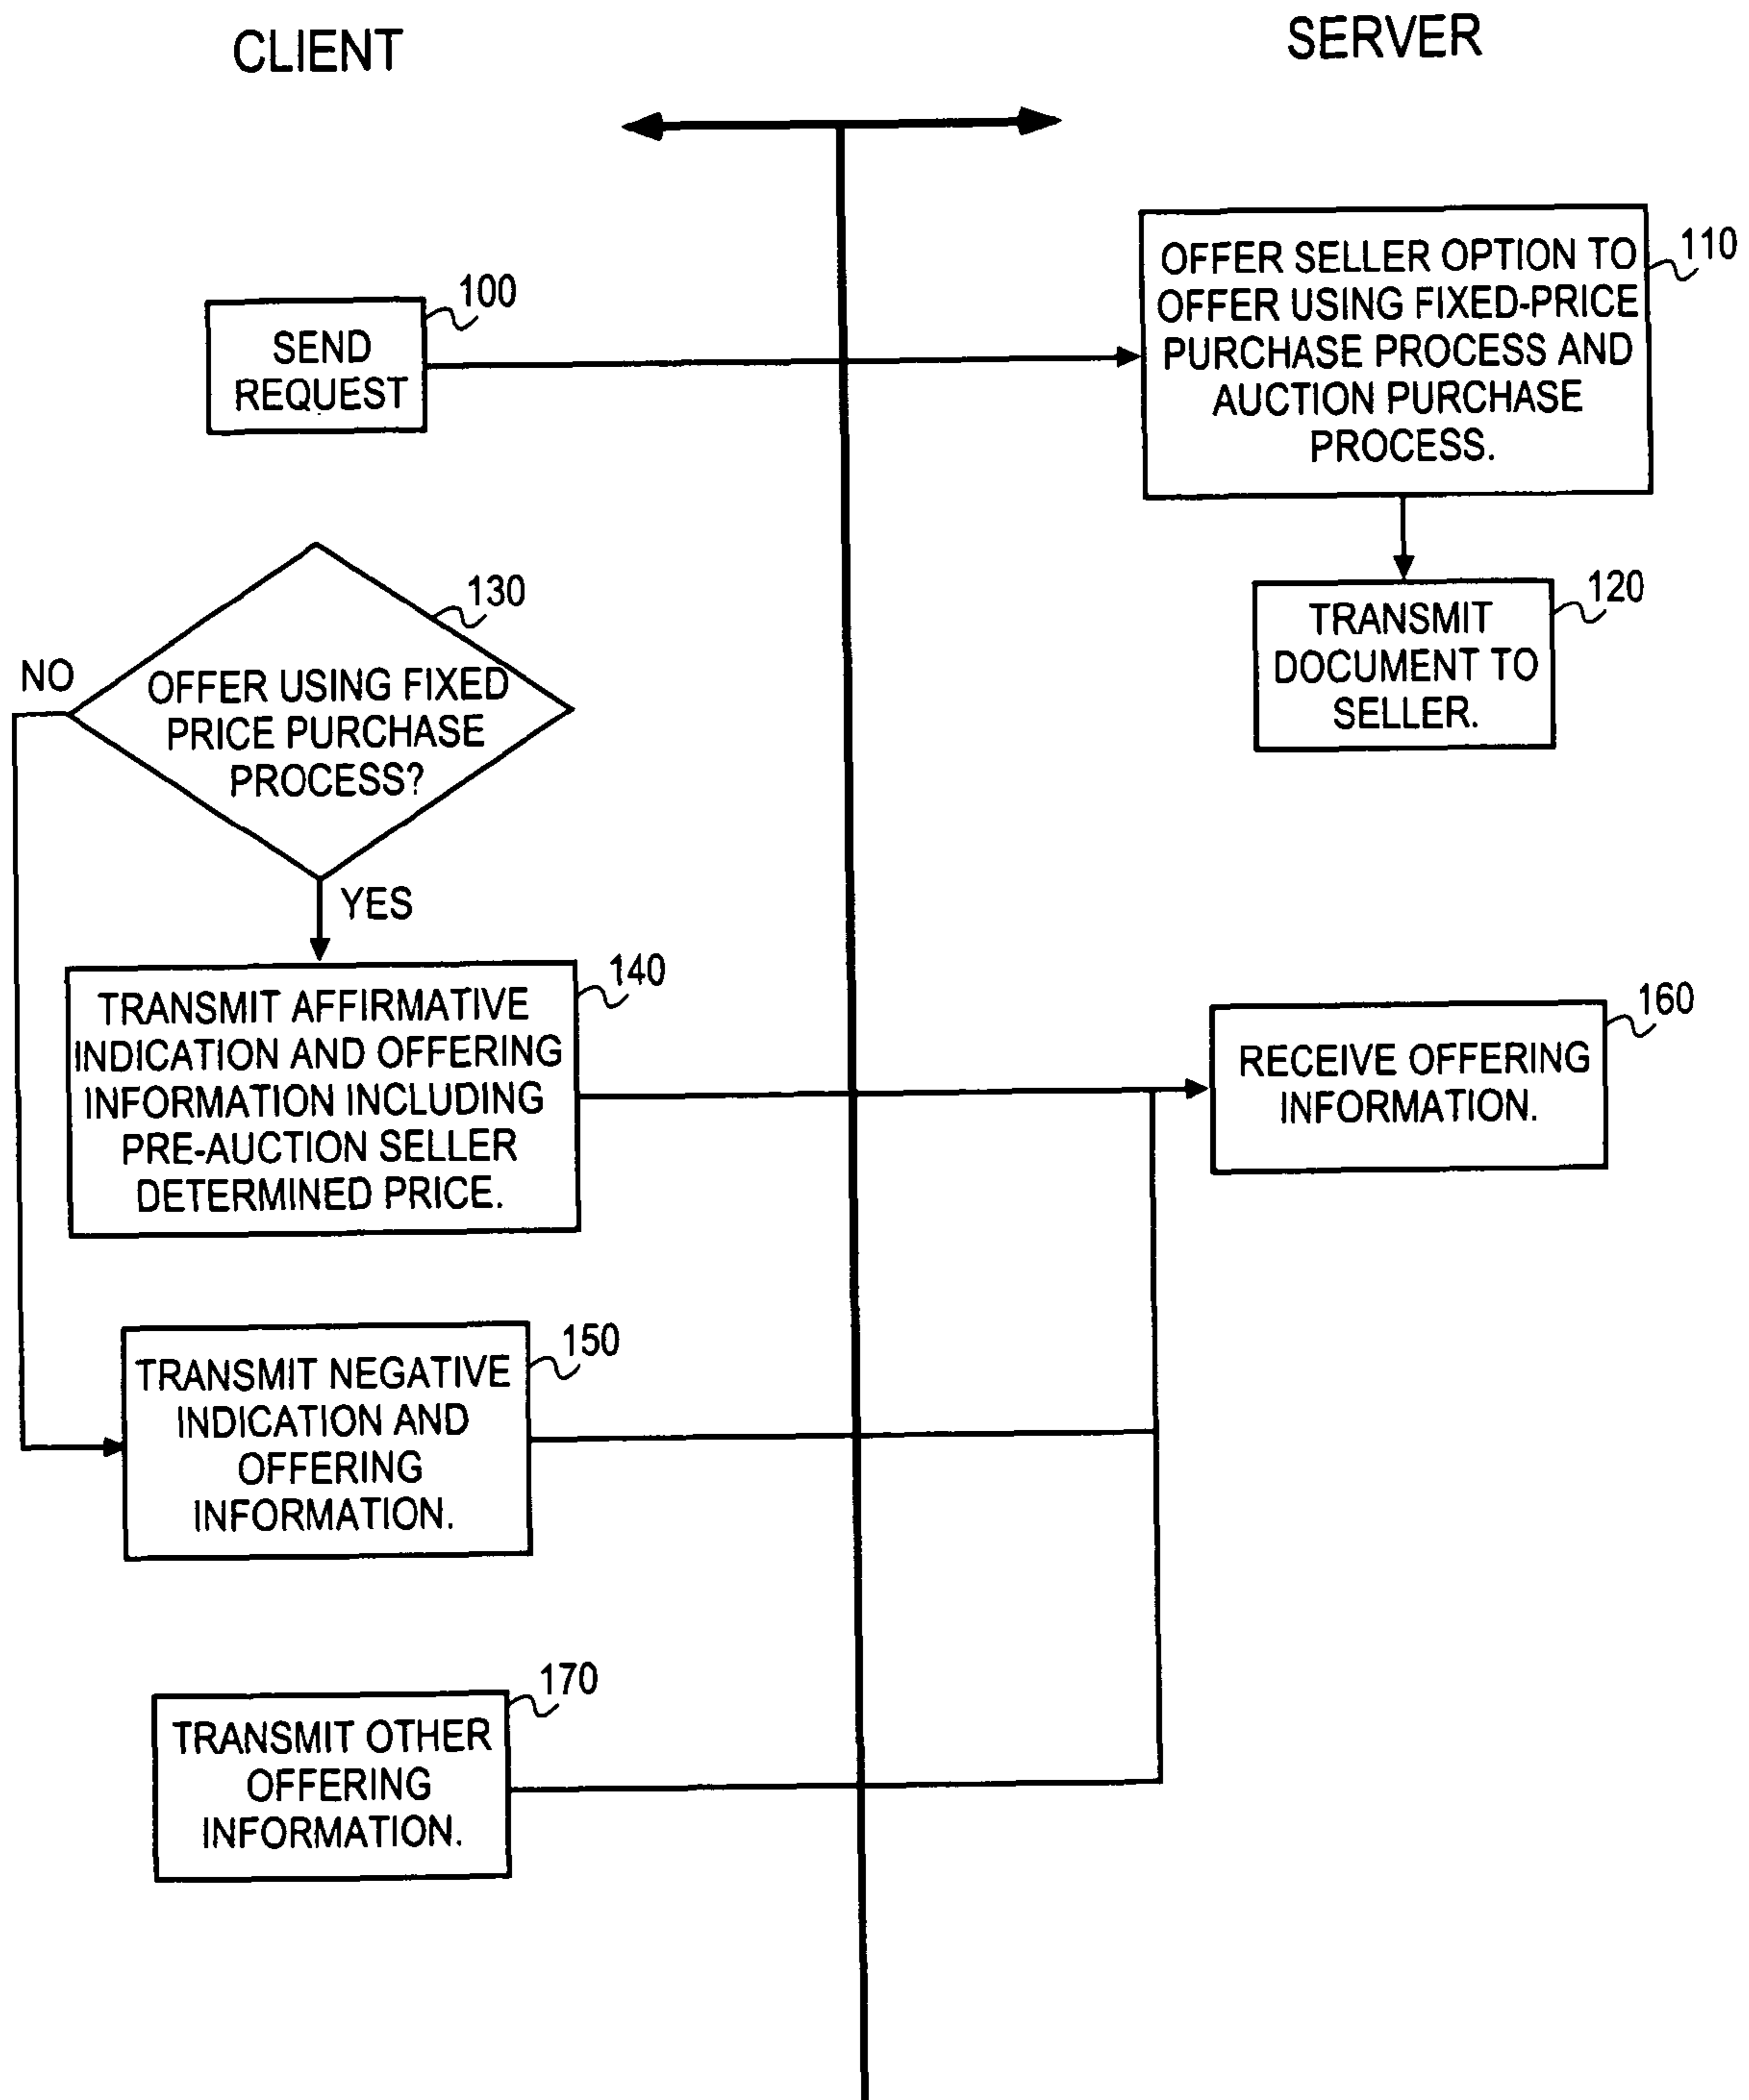 CLIENT
SERVER
100
SEND
REQUEST
110
OFFER SELLER OPTION TO
OFFER USING FIXED-PRICE
PURCHASE PROCESS AND
AUCTION PURCHASE
PROCESS.
120
TRANSMIT
DOCUMENT TO
SELLER.
130
NO
OFFER USING FIXED
PRICE PURCHASE
PROCESS?
YES
140
TRANSMIT AFFIRMATIVE
INDICATION AND OFFERING
INFORMATION INCLUDING
PRE-AUCTION SELLER
DETERMINED PRICE.
160
RECEIVE OFFERING
INFORMATION.
150
TRANSMIT NEGATIVE
INDICATION AND
OFFERING
INFORMATION.
170
TRANSMIT OTHER
OFFERING
INFORMATION.